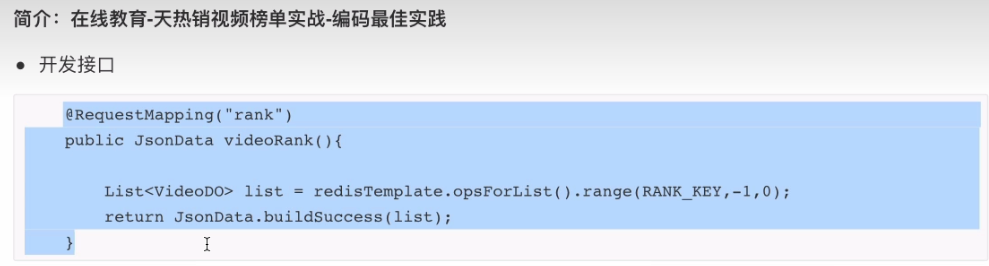 简介：在线教育-天热销视频榜单实战-编码最佳实践
● 开发接口
@RequestMapping("rank")
public JsonData videoRank(){
List<VideoDO> list = redisTemplate.opsForList().range(RANK_KEY,-1,0);
return JsonData.buildSuccess(list);
}